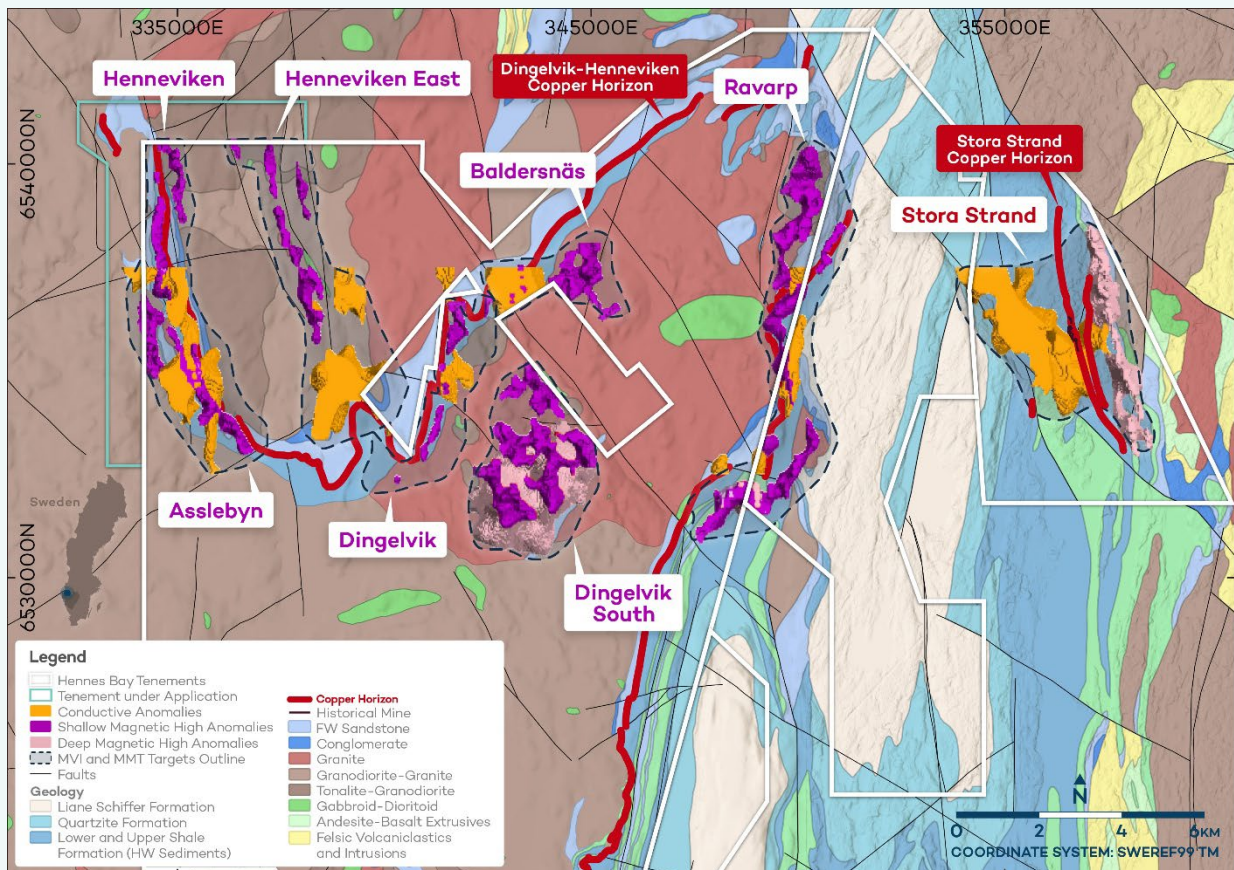 335000E
345000E
355000E
Henneviken
Henneviken East
Dingelvik-Henneviken
Copper Horizon
Ravarp
Baldersnäs
Stora Strand
Copper Horizon
Stora Strand
6540000N
Asslebyn
Dingelvik
Dingelvik
South
Sweden
6530000N
Legend
Hennes Bay Tenements
Tenement under Application
Conductive Anomalies
Shallow Magnetic High Anomalies
Deep Magnetic High Anomalies
MVI and MMT Targets Outline
Faults
Geology
Liane Schiffer Formation
Quartzite Formation
Lower and Upper Shale
Formation (HW Sediments)
Copper Horizon
Historical Mine
FW Sandstone
Conglomerate
Granite
Granodiorite-Granite
Tonalite-Granodiorite
Gabbroid-Dioritoid
Andesite-Basalt Extrusives
Felsic Volcaniclastics
and Intrusions
N
0 2 4 6KM
COORDINATE SYSTEM: SWEREF99 TM